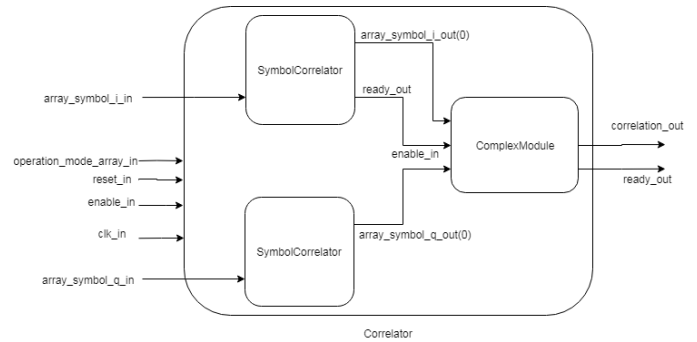 array_symbol_i_out(0)
SymbolCorrelator
ready_out
array_symbol_i_in
correlation_out
ComplexModule
enable_in
operation_mode_array_in
reset_in
ready_out
enable_in
clk_in
array_symbol_q_out(0)
SymbolCorrelator
array_symbol_q_in
Correlator